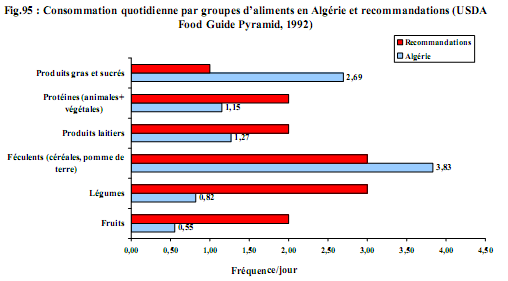 Fig.95 : Consommation quotidienne par groupes d'aliments en Algérie et recommandations (USDA
Food Guide Pyramid, 1992)
Recommandations
Algérie
Produits gras et sucrés
2,69
Protéines (animales+
végétales)
1,15
Produits laitiers
1,27
Féculents (céréales, pomme de
terre)
3,83
Légumes
0,82
Fruits
0,55
0,00 0,50 1,00 1,50 2,00 2,50 3,00 3,50 4,00 4,50
Fréquence/jour